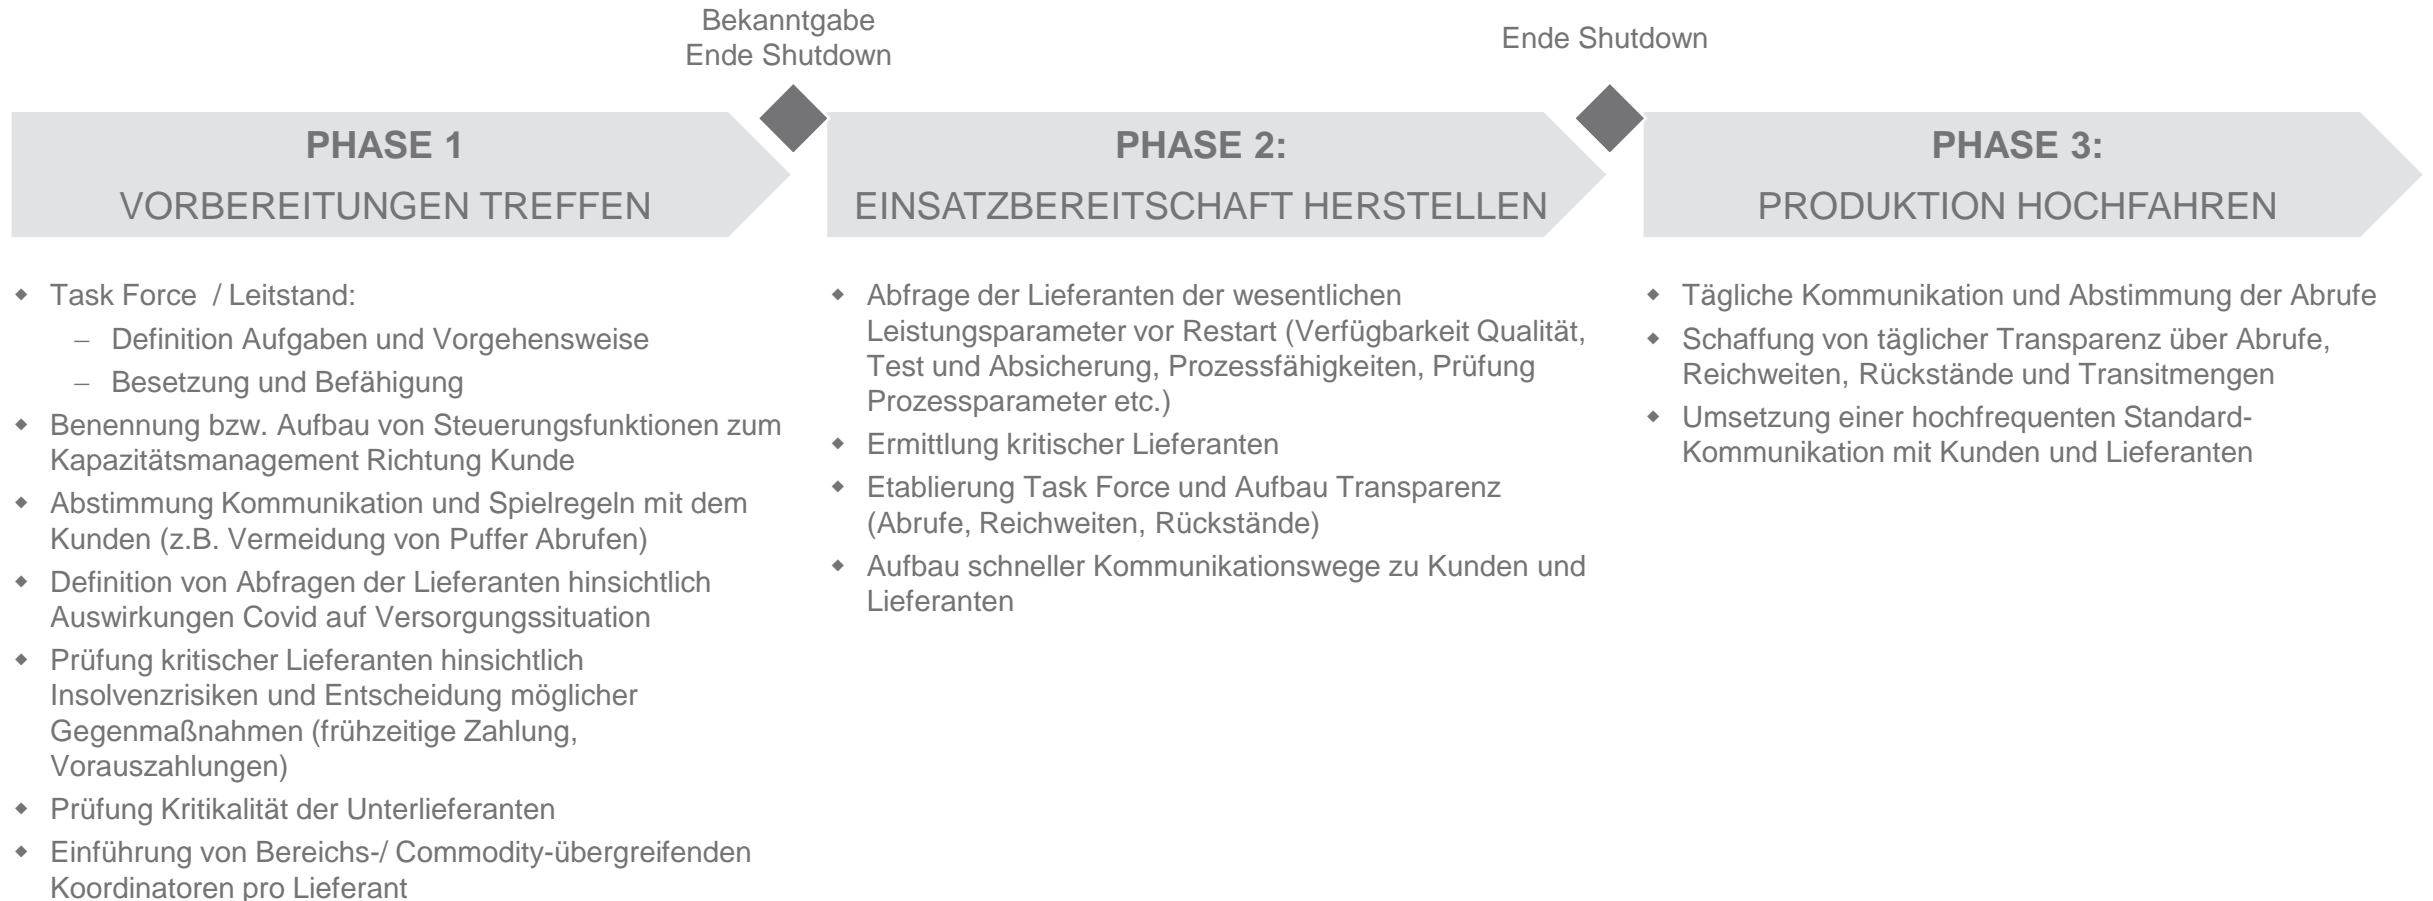 Bekanntgabe
Ende Shutdown
Ende Shutdown
PHASE 1
VORBEREITUNGEN TREFFEN
PHASE 2:
EINSATZBEREITSCHAFT HERSTELLEN
PHASE 3:
PRODUKTION HOCHFAHREN
◆ Task Force / Leitstand:
– Definition Aufgaben und Vorgehensweise
– Besetzung und Befähigung
◆ Benennung bzw. Aufbau von Steuerungsfunktionen zum
Kapazitätsmanagement Richtung Kunde
◆ Abstimmung Kommunikation und Spielregeln mit dem
Kunden (z.B. Vermeidung von Puffer Abrufen)
◆ Definition von Abfragen der Lieferanten hinsichtlich
Auswirkungen Covid auf Versorgungssituation
◆ Prüfung kritischer Lieferanten hinsichtlich
Insolvenzrisiken und Entscheidung möglicher
Gegenmaßnahmen (frühzeitige Zahlung,
Vorauszahlungen)
◆ Prüfung Kritikalität der Unterlieferanten
◆ Einführung von Bereichs-/ Commodity-übergreifenden
Koordinatoren pro Lieferant
◆ Abfrage der Lieferanten der wesentlichen
Leistungsparameter vor Restart (Verfügbarkeit Qualität,
Test und Absicherung, Prozessfähigkeiten, Prüfung
Prozessparameter etc.)
◆ Ermittlung kritischer Lieferanten
◆ Etablierung Task Force und Aufbau Transparenz
(Abrufe, Reichweiten, Rückstände)
◆ Aufbau schneller Kommunikationswege zu Kunden und
Lieferanten
◆ Tägliche Kommunikation und Abstimmung der Abrufe
◆ Schaffung von täglicher Transparenz über Abrufe,
Reichweiten, Rückstände und Transitmengen
◆ Umsetzung einer hochfrequenten Standard-
Kommunikation mit Kunden und Lieferanten